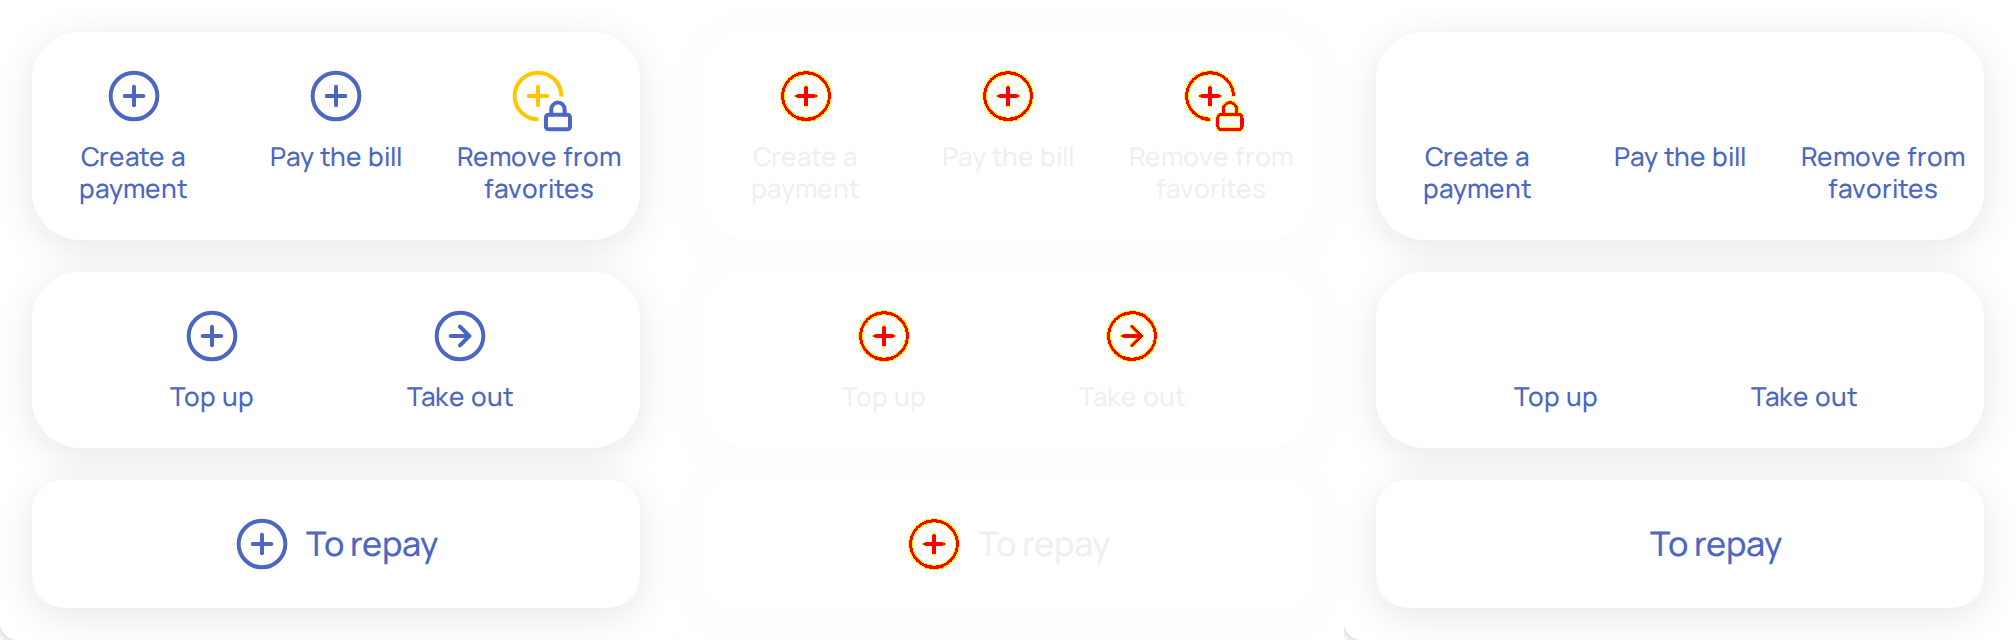 Create a
payment
Pay the bill
Remove from
favorites
Top up
Take out
To repay
Create a
payment
Pay the bill
Remove from
favorites
Top up
Take out
To repay
Create a
payment
Pay the bill
Remove from
favorites
Top up
Take out
To repay